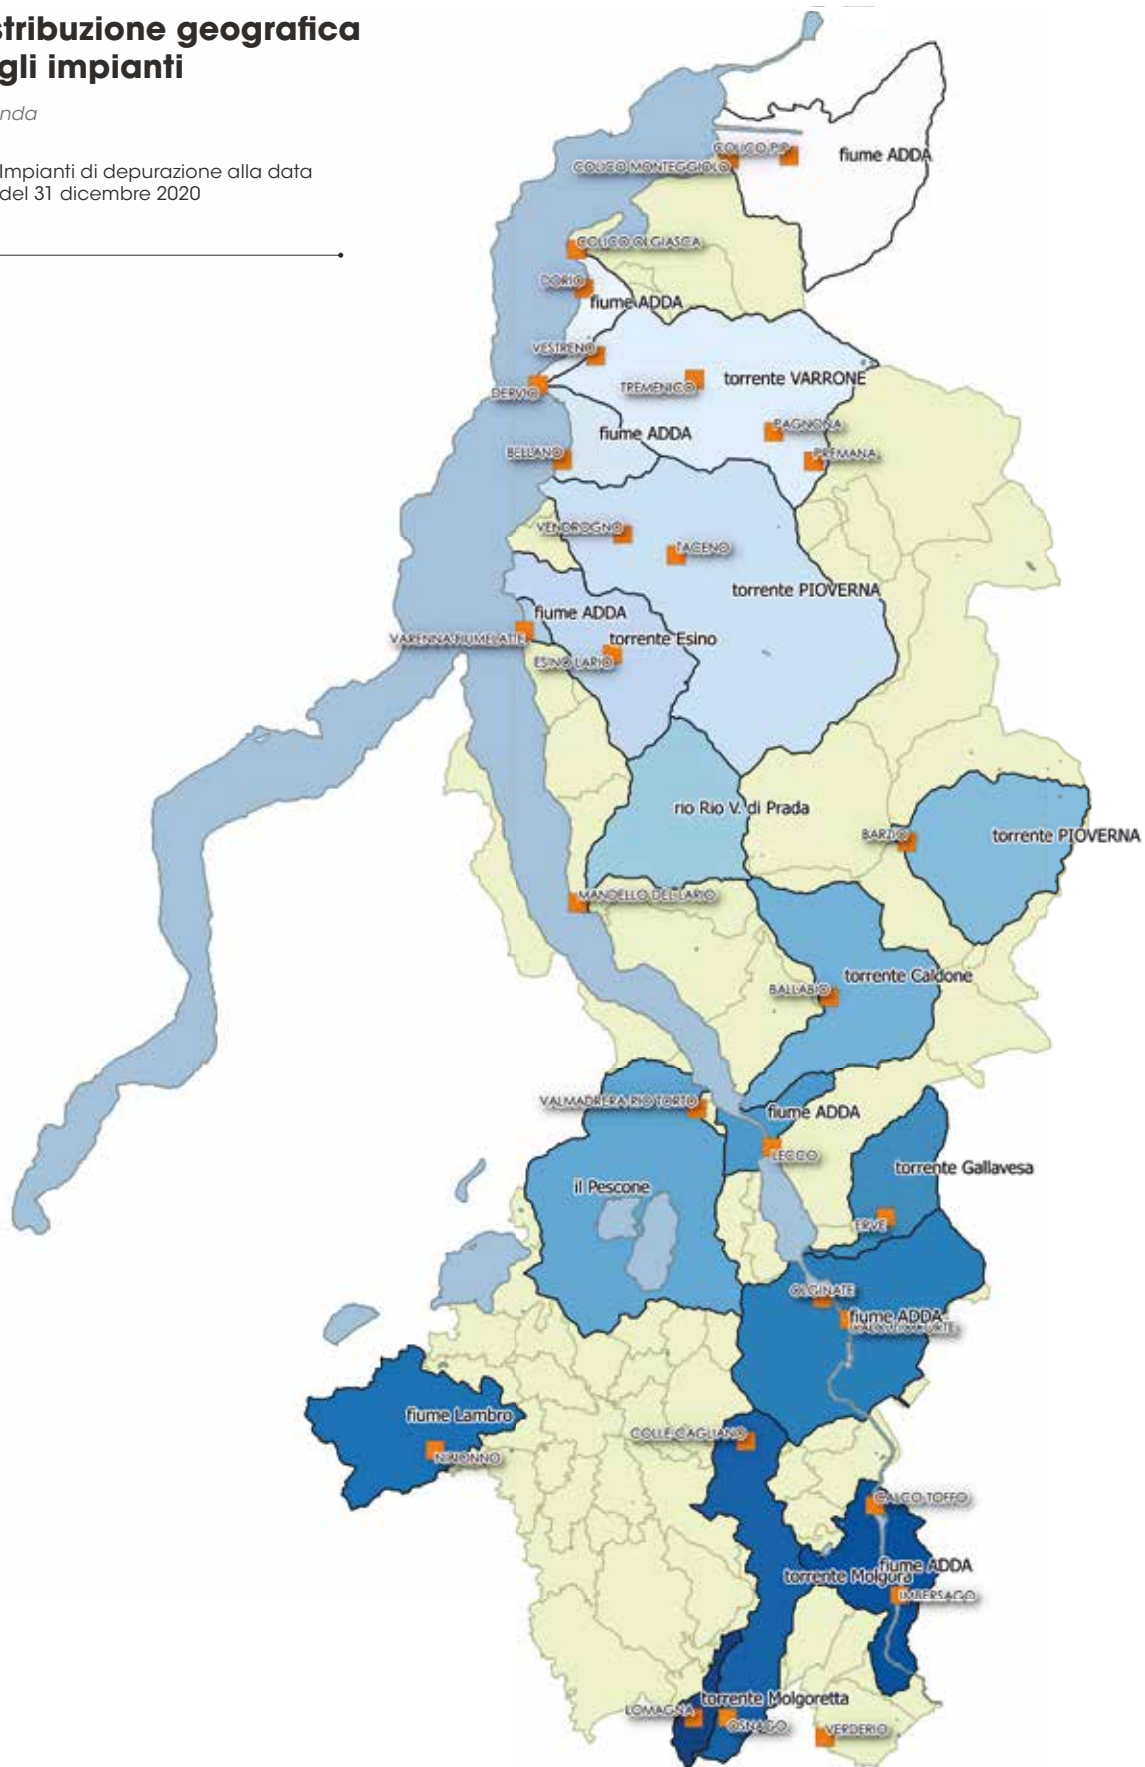 stribuzione geografica
gli impianti
nda
Impianti di depurazione alla data
del 31 dicembre 2020
COLICO PIP
fiume ADDA
COLICO MONTEGGIOLO
COLICO OLGIASCA
DORIO
fiume ADDA
VESTRENO
TREMENICO
torrente VARRONE
DERVIO
PAGNONA
fiume ADDA
BELLANO
PREMANA
VENDROGNO
TACENO
torrente PIOVERNA
fiume ADDA
VARENNA-FIUMELATTE
torrente Esino
ESINO LARIO
rio Rio V. di Prada
BARZIO
torrente PIOVERNA
MANDELLO DEL LARIO
torrente Caldone
BALLABIO
VALMADRERA-RIO TORTO
fiume ADDA
LECCO
torrente Gallavesa
il Pescone
ERVE
OLGINATE
fiume ADDA
fiume Lambro
COLLE-CAGLIANO
NIBIONNO
CALCO TOFFO
fiume ADDA
torrente Molgora
IMBERSAGO
torrente Molgoretta
LOMAGNA
OSNAGO
VERDERIO